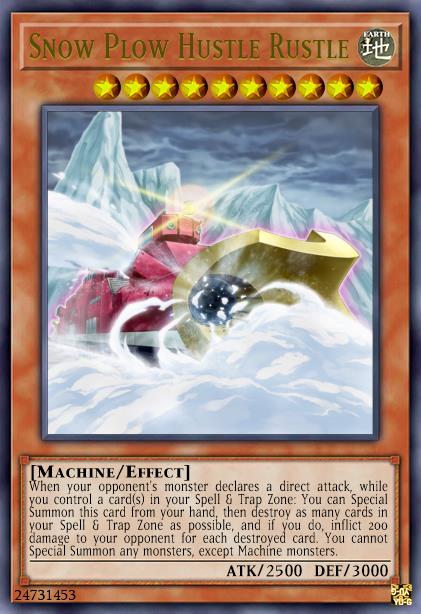 Snow Plow Hustle Rustle
EARTH
地
[Machine/Effect]
When your opponent's monster declares a direct attack, while
you control a card(s) in your Spell & Trap Zone: You can Special
Summon this card from your hand, then destroy as many cards in
your Spell & Trap Zone as possible, and if you do, inflict 200
damage to your opponent for each destroyed card. You cannot
Special Summon any monsters, except Machine monsters.
ATK/2500 DEF/3000
24731453